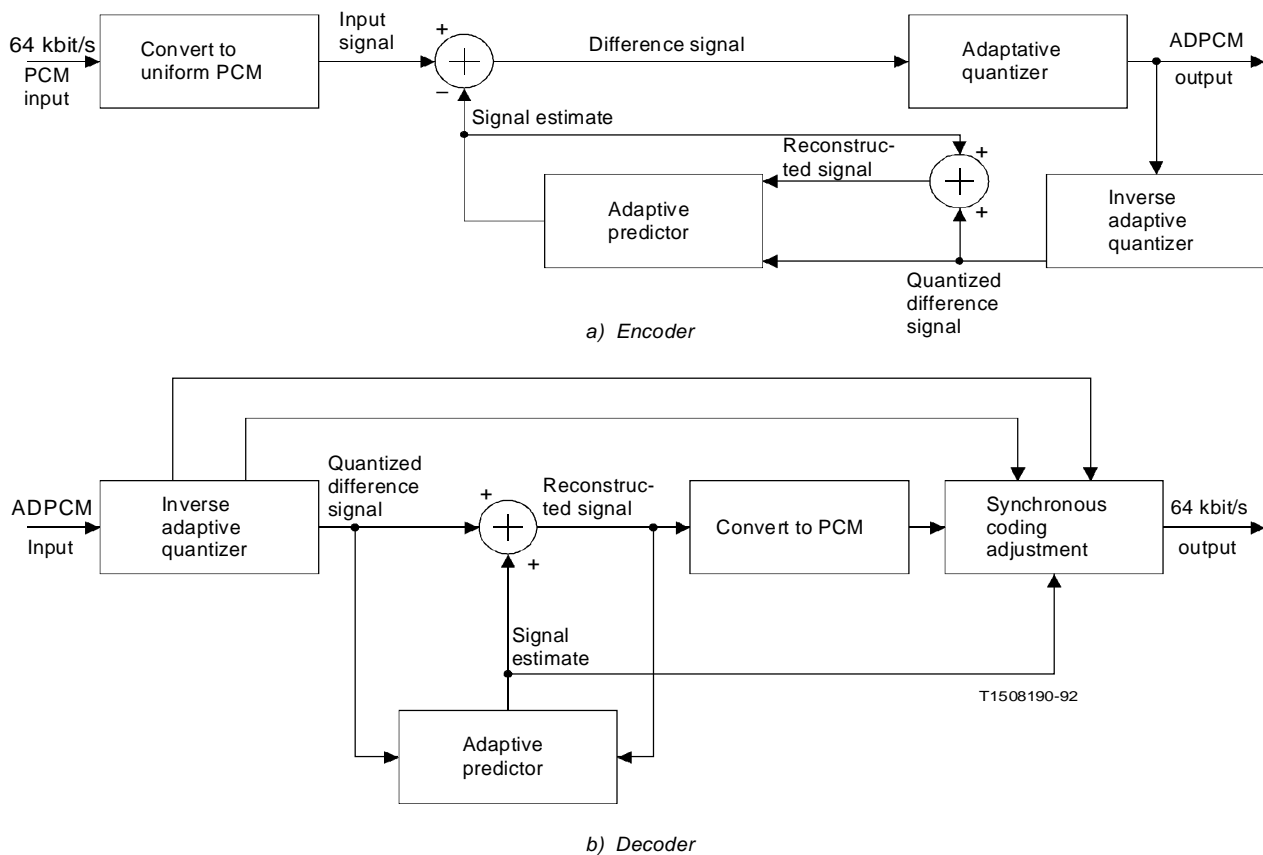 64 kbit/s
PCM
input
Convert to
uniform PCM
Input
signal
+
−
Difference signal
Adaptative
quantizer
ADPCM
output
Signal estimate
Reconstruc-
ted signal
+
+
Adaptive
predictor
Inverse
adaptive
quantizer
Quantized
difference
signal
a) Encoder
ADPCM
Input
Inverse
adaptive
quantizer
Quantized
difference
signal
+
+
Reconstruc-
ted signal
Convert to PCM
Synchronous
coding
adjustment
64 kbit/s
output
Signal
estimate
T1508190-92
Adaptive
predictor
b) Decoder